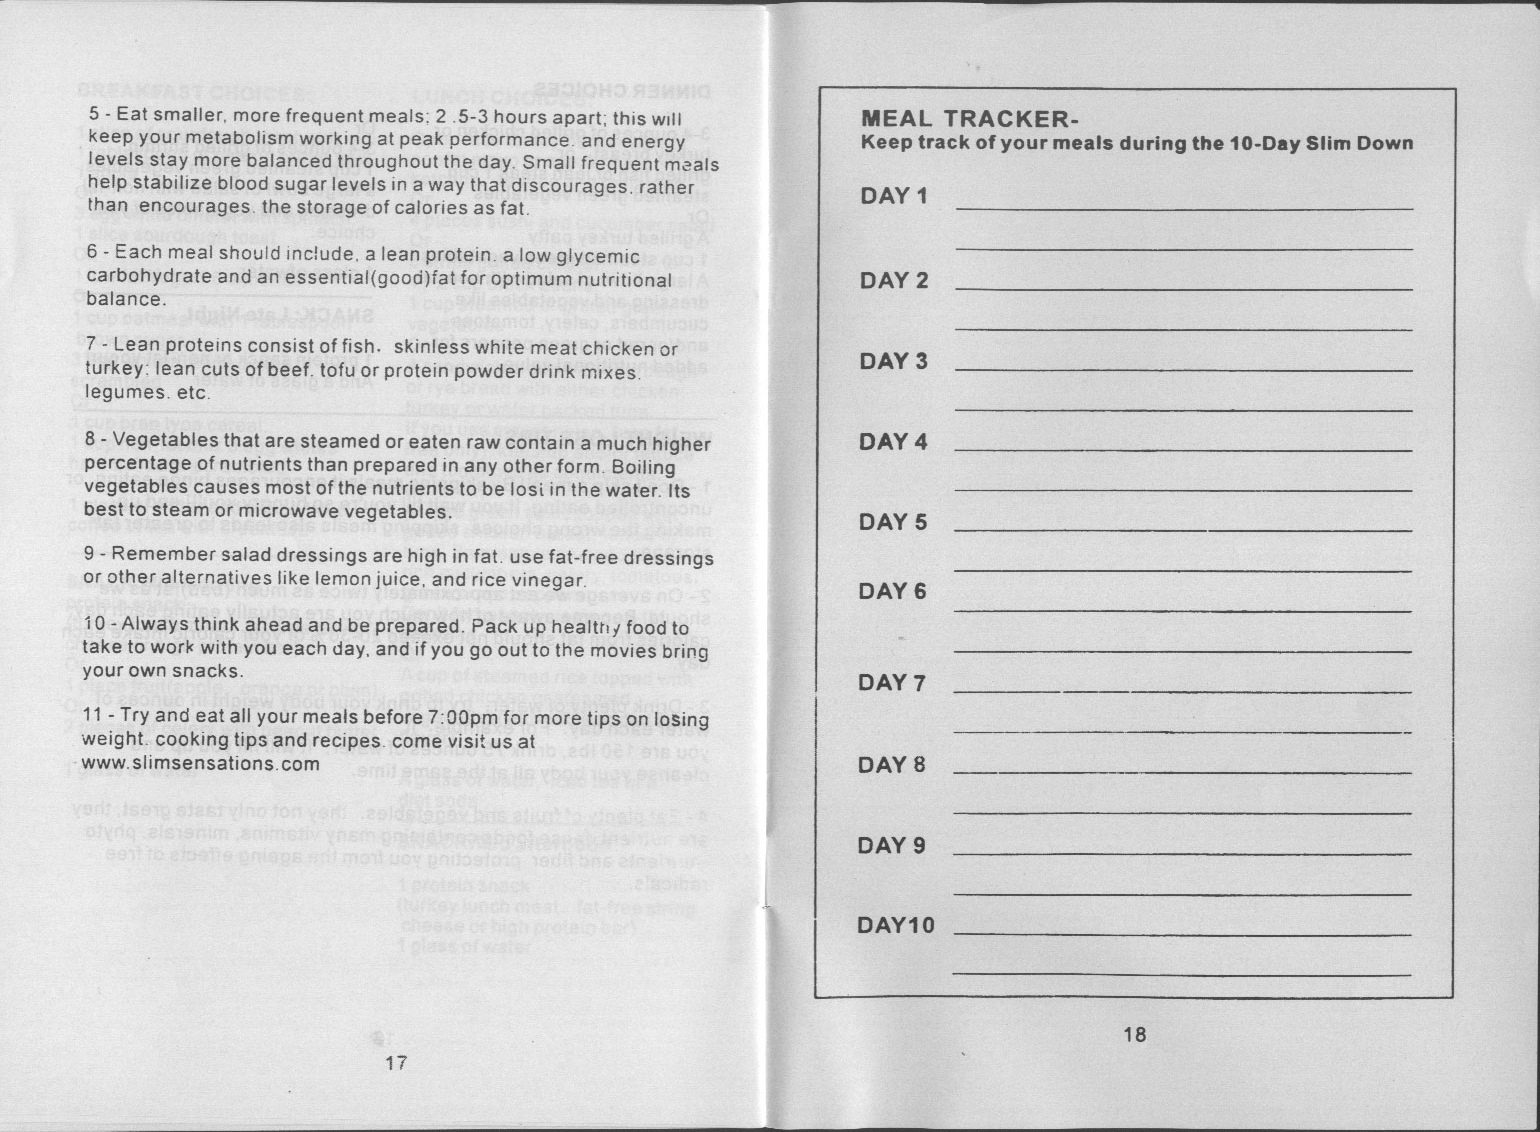 5 - Eat smaller, more frequent meals; 2 .5-3 hours apart; this will
keep your metabolism working at peak performance. and energy
levels stay more balanced throughout the day. Small frequent meals
help stabilize blood sugar levels in a way that discourages. rather
than encourages. the storage of calories as fat.
6 - Each meal should include, a lean protein. a low glycemic
carbohydrate and an essential(good)fat for optimum nutritional
balance.
7 - Lean proteins consist of fish. skinless white meat chicken or
turkey; lean cuts of beef. tofu or protein powder drink mixes.
legumes. etc.
8 - Vegetables that are steamed or eaten raw contain a much higher
percentage of nutrients than prepared in any other form. Boiling
vegetables causes most of the nutrients to be lost in the water. Its
best to steam or microwave vegetables.
9 - Remember salad dressings are high in fat. use fat-free dressings
or other alternatives like lemon juice, and rice vinegar.
10 - Always think ahead and be prepared. Pack up healthy food to
take to work with you each day, and if you go out to the movies bring
your own snacks.
11 - Try and eat all your meals before 7:00pm for more tips on losing
weight. cooking tips and recipes. come visit us at
www.slimsensations.com
17
MEAL TRACKER-
Keep track of your meals during the 10-Day Slim Down
DAY 1
DAY 2
DAY 3
DAY 4
DAY 5
DAY 6
DAY 7
DAY 8
DAY 9
DAY10
18